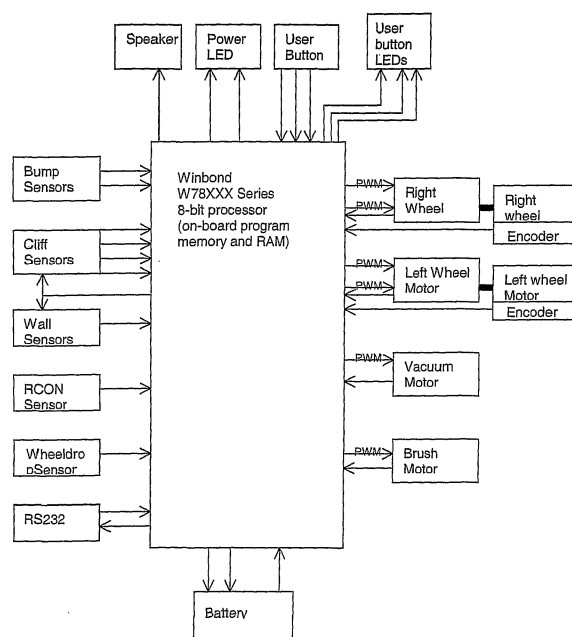 Speaker
Power
LED
User
Button
User
button
LEDs
Winbond
W78XXX Series
8-bit processor
(on-board program
memory and RAM)
Bump
Sensors
Cliff
Sensors
Wall
Sensors
RCON
Sensor
Wheeldro
pSensor
RS232
PWM
PWM
Right
Wheel
Right
wheel
Encoder
PWM
PWM
Left Wheel
Motor
Left wheel
Motor
Encoder
PWM
Vacuum
Motor
PWM
Brush
Motor
Battery